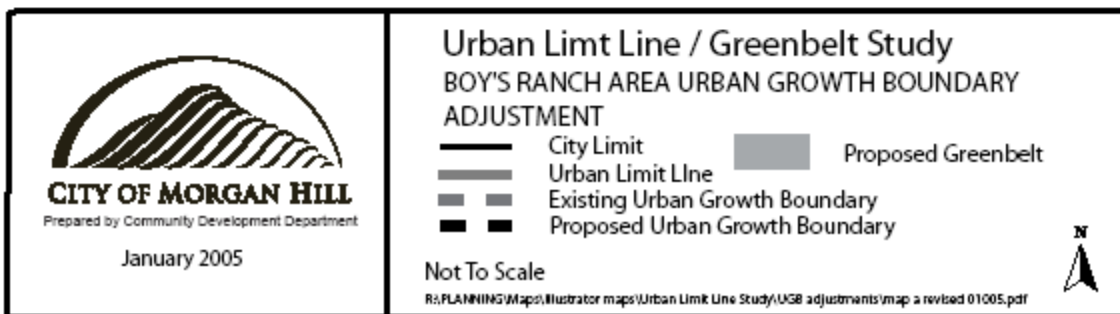 CITY OF MORGAN HILL
Prepared by Community Development Department
January 2005
Urban Limt Line / Greenbelt Study
BOY'S RANCH AREA URBAN GROWTH BOUNDARY
ADJUSTMENT
City Limit
Urban Limit LIne
Existing Urban Growth Boundary
Proposed Urban Growth Boundary
Proposed Greenbelt
Not To Scale
R:\PLANNING\Maps\Illustrator maps\Urban Limit Line Study\UGB adjustments\map a revised 01005.pdf
N